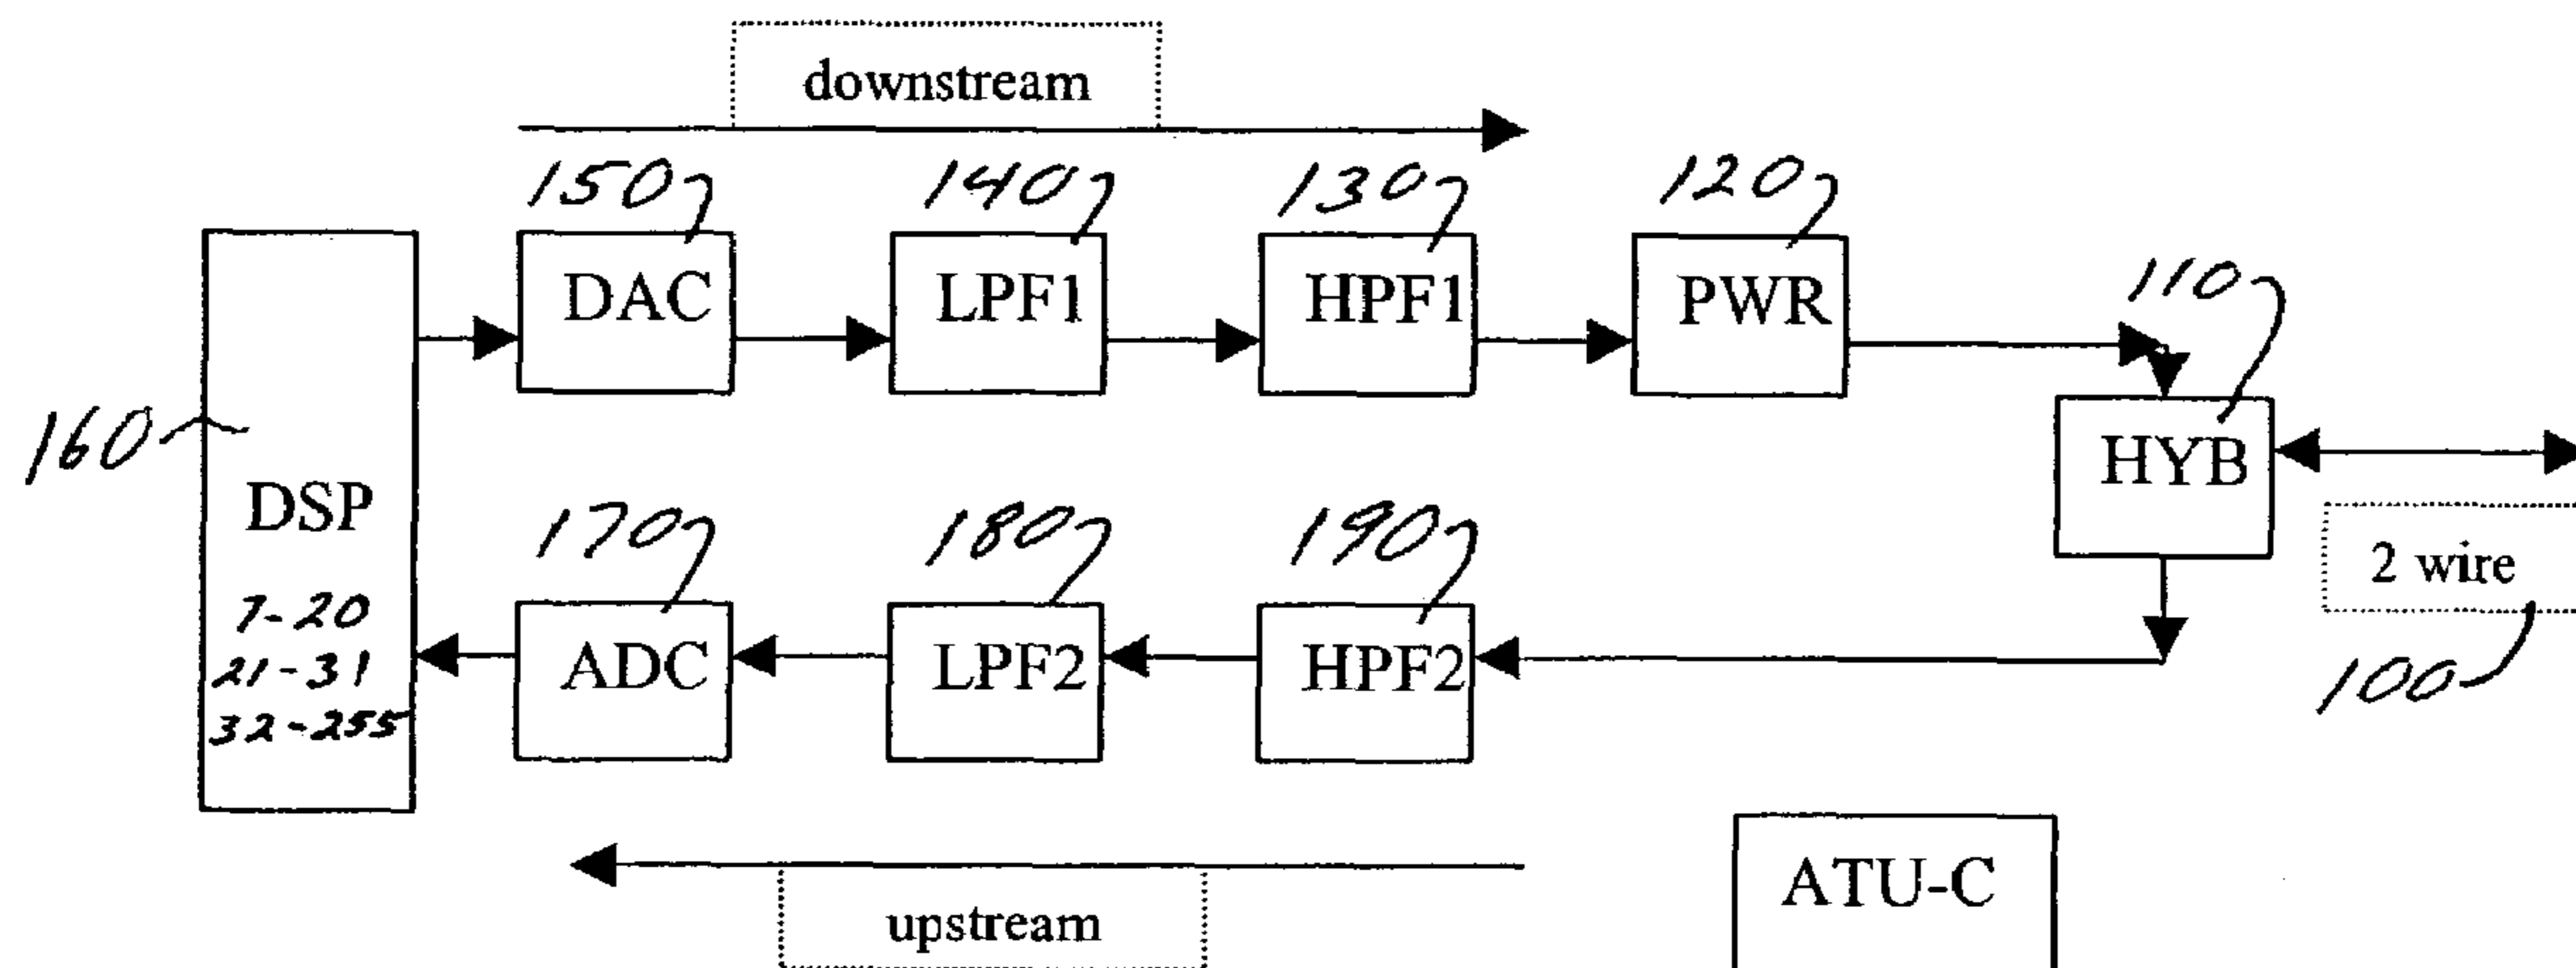 downstream
150
140
130
120
110
DAC
LPF1
HPF1
PWR
160
HYB
DSP
170
180
190
2 wire
7-20
21-31
32-255
ADC
LPF2
HPF2
100
ATU-C
upstream